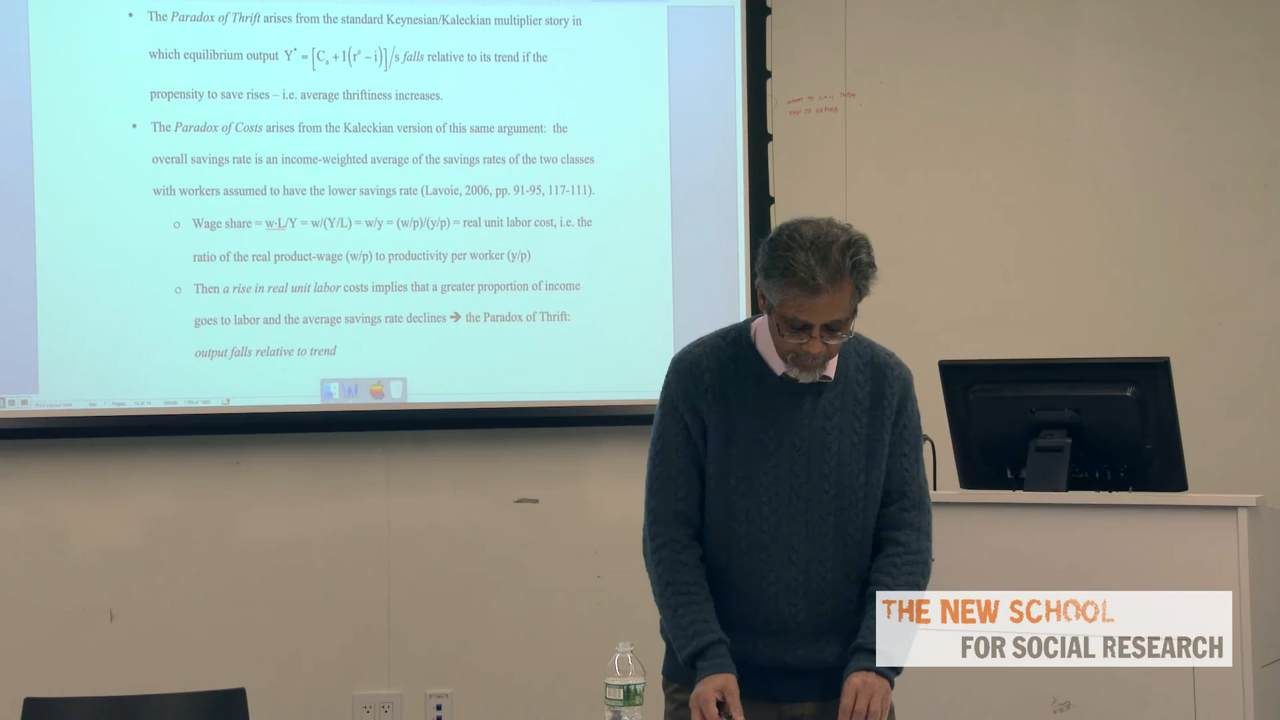 • The Paradox of Thrift arises from the standard Keynesian/Kaleckian multiplier story in
which equilibrium output Y* = [Cₐ + I(rᵉ − i)]/s falls relative to its trend if the
propensity to save rises – i.e. average thriftiness increases.
• The Paradox of Costs arises from the Kaleckian version of this same argument: the
overall savings rate is an income-weighted average of the savings rates of the two classes
with workers assumed to have the lower savings rate (Lavoie, 2006, pp. 91-95, 117-111).
o Wage share = w·L/Y = w/(Y/L) = w/y = (w/p)/(y/p) = real unit labor cost, i.e. the
ratio of the real product-wage (w/p) to productivity per worker (y/p)
o Then a rise in real unit labor costs implies that a greater proportion of income
goes to labor and the average savings rate declines ➔ the Paradox of Thrift:
output falls relative to trend
W
THE NEW SCHOOL
FOR SOCIAL RESEARCH